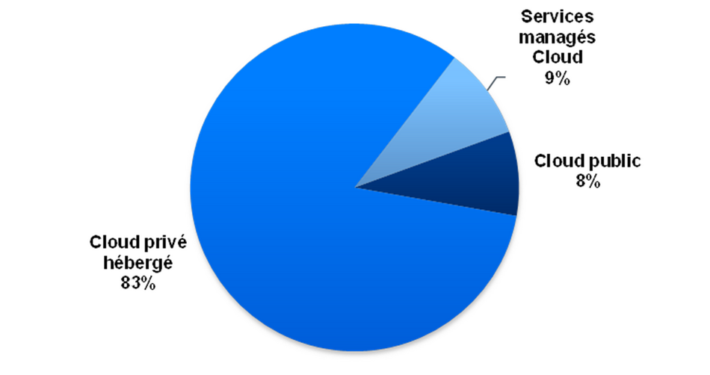 Services
managés
Cloud
9%
Cloud public
8%
Cloud privé
hébergé
83%